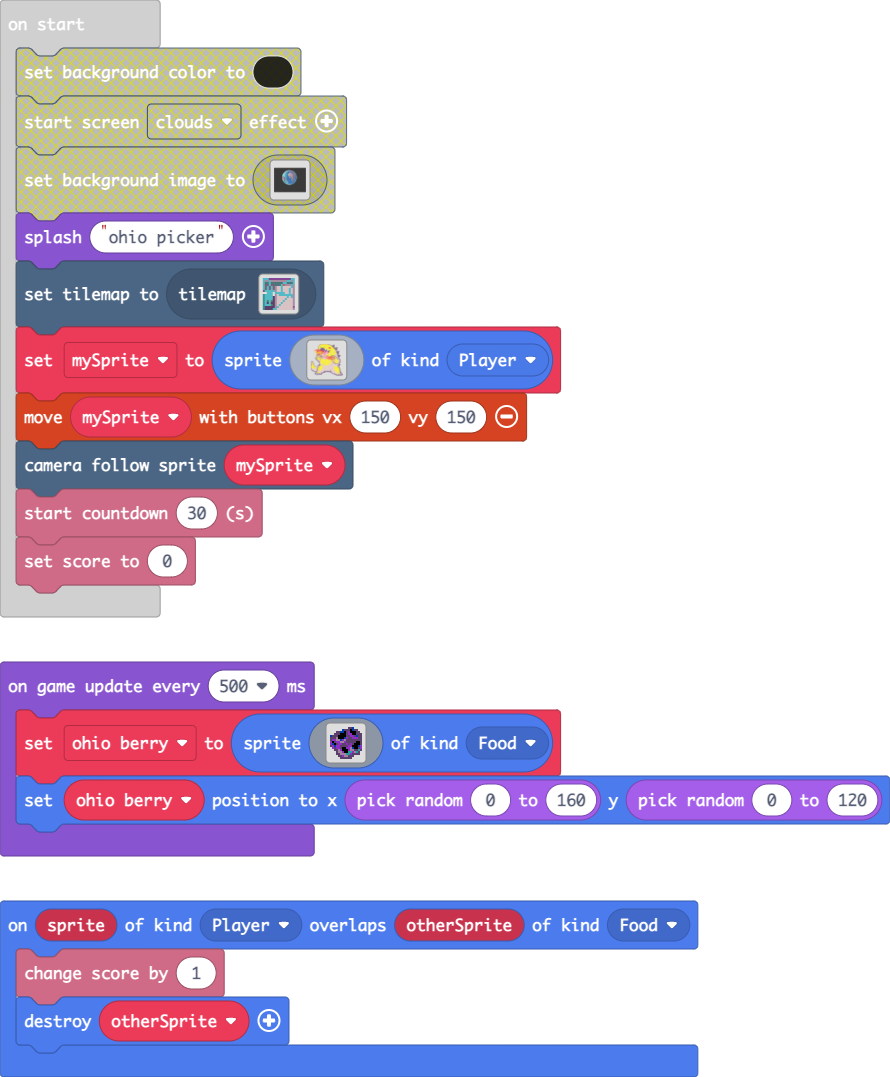 on start
set background color to
start screen clouds effect
set background image to
splash "ohio picker"
set tilemap to tilemap
set mySprite to sprite of kind Player
move mySprite with buttons vx 150 vy 150
camera follow sprite mySprite
start countdown 30 (s)
set score to 0
on game update every 500 ms
set ohio berry to sprite of kind Food
set ohio berry position to x pick random 0 to 160 y pick random 0 to 120
on sprite of kind Player overlaps otherSprite of kind Food
change score by 1
destroy otherSprite